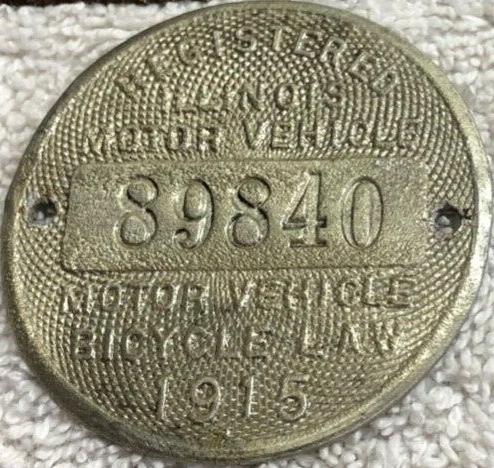 REGISTERED
ILLINOIS
MOTOR VEHICLE
89840
MOTOR VEHICLE
BICYCLE LAW
1915